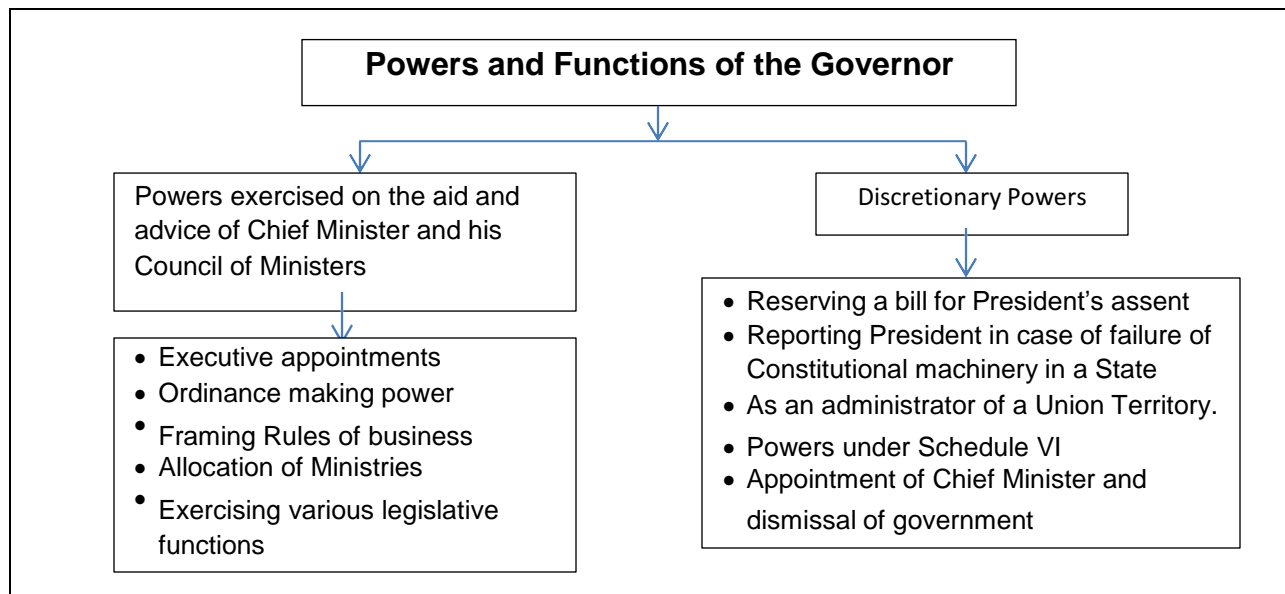 Powers and Functions of the Governor
Powers exercised on the aid and
advice of Chief Minister and his
Council of Ministers
• Executive appointments
• Ordinance making power
• Framing Rules of business
• Allocation of Ministries
• Exercising various legislative
functions
Discretionary Powers
• Reserving a bill for President’s assent
• Reporting President in case of failure of
Constitutional machinery in a State
• As an administrator of a Union Territory.
• Powers under Schedule VI
• Appointment of Chief Minister and
dismissal of government